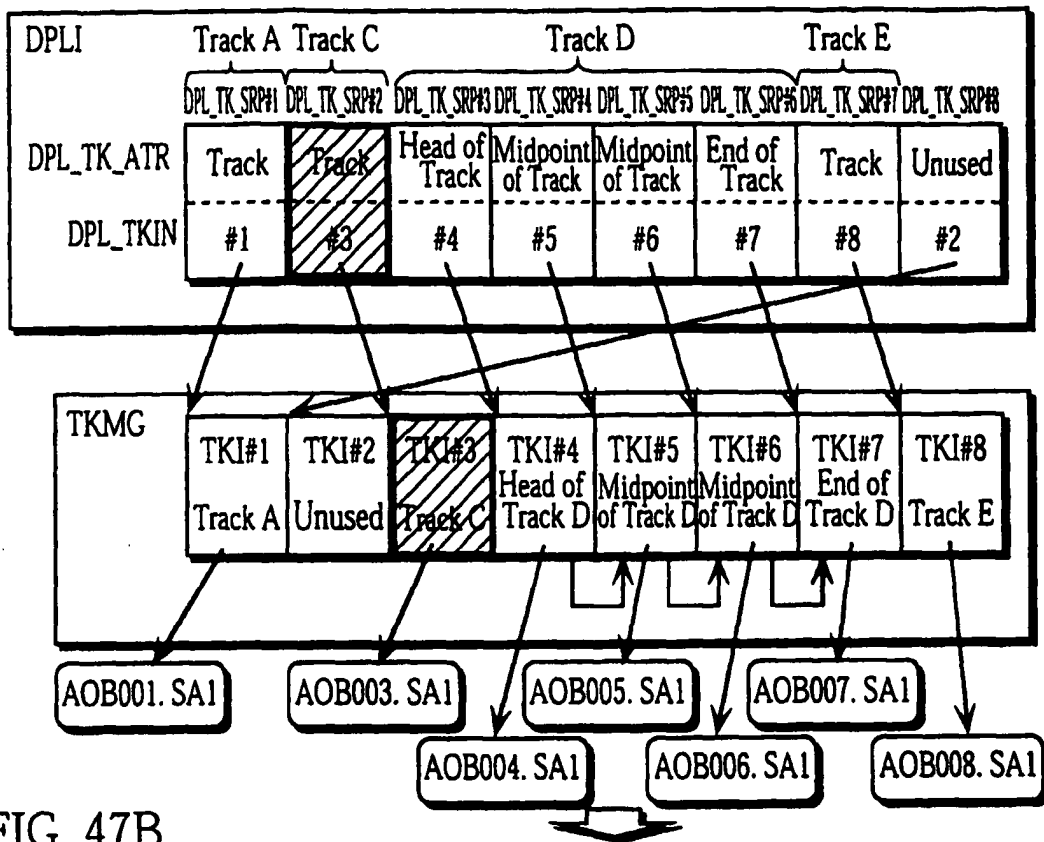 DPLI
Track A Track C Track D Track E
DPL_TK_SRP#1 DPL_TK_SRP#2 DPL_TK_SRP#3 DPL_TK_SRP#4 DPL_TK_SRP#5 DPL_TK_SRP#6 DPL_TK_SRP#7 DPL_TK_SRP#8
DPL_TK_ATR
Track
Track
Head of
Track
Midpoint
of Track
Midpoint
of Track
End of
Track
Track
Unused
DPL_TKIN
#1 #3 #4 #5 #6 #7 #8 #2
TKMG
TKI#1
Track A
TKI#2
Unused
TKI#3
Track C
TKI#4
Head of
Track D
TKI#5
Midpoint
of Track D
TKI#6
Midpoint
of Track D
TKI#7
End of
Track D
TKI#8
Track E
AOB001. SA1 AOB003. SA1 AOB005. SA1 AOB007. SA1
AOB004. SA1 AOB006. SA1 AOB008. SA1
FIG. 47B